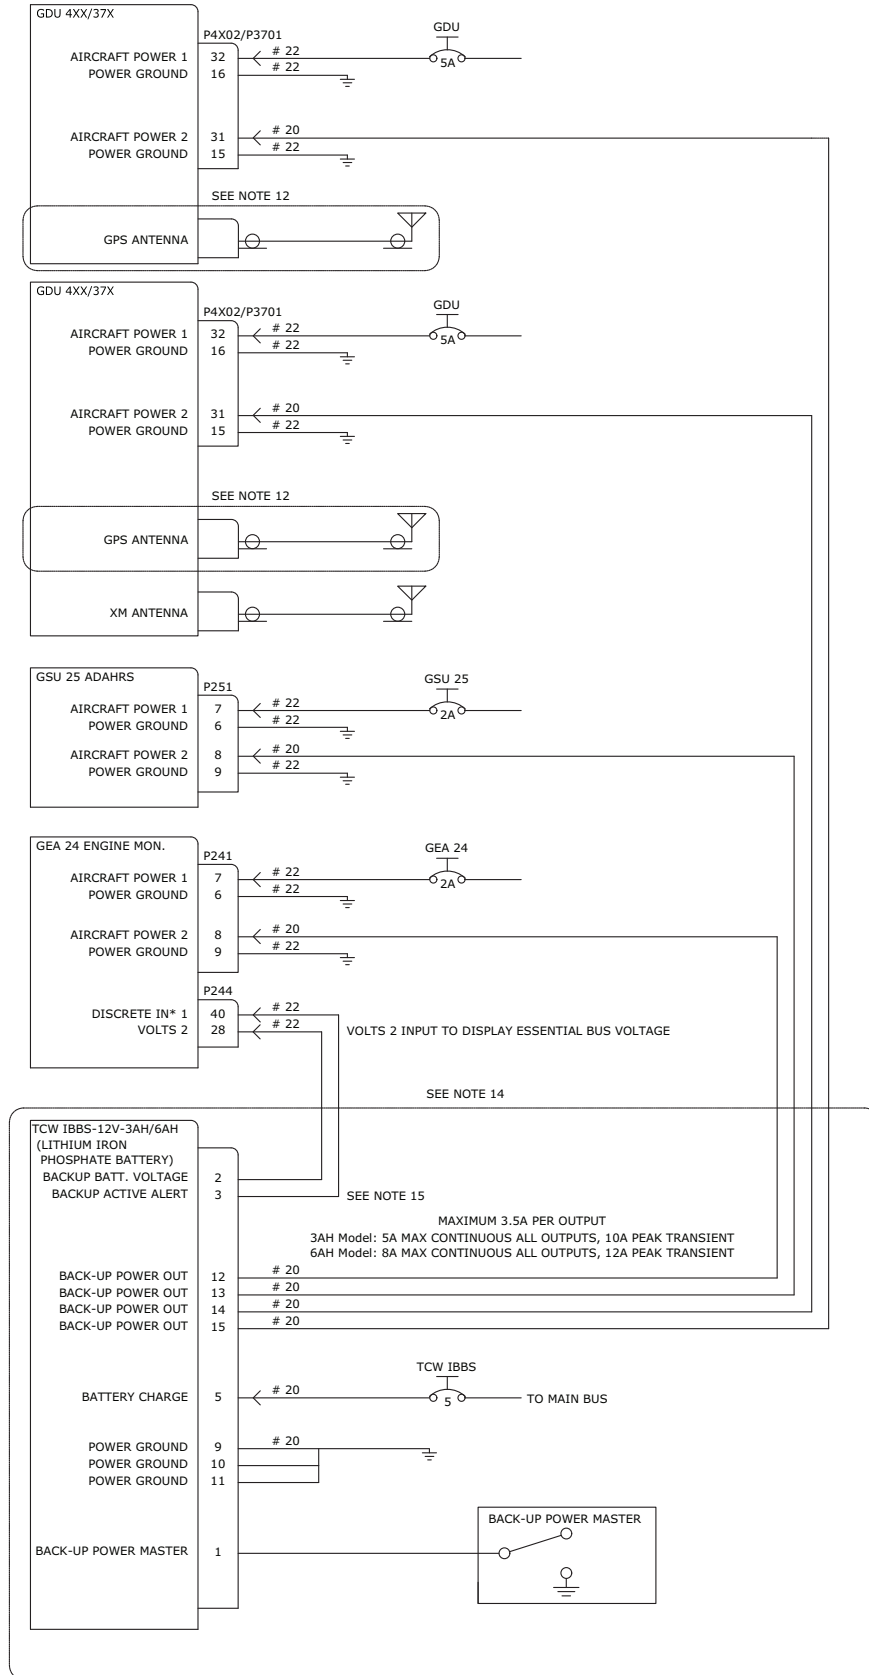 GDU 4XX/37X
P4X02/P3701
AIRCRAFT POWER 1 32 # 22 GDU 5A
POWER GROUND 16 # 22
AIRCRAFT POWER 2 31 # 20
POWER GROUND 15 # 22
SEE NOTE 12
GPS ANTENNA
GDU 4XX/37X
P4X02/P3701
AIRCRAFT POWER 1 32 # 22 GDU 5A
POWER GROUND 16 # 22
AIRCRAFT POWER 2 31 # 20
POWER GROUND 15 # 22
SEE NOTE 12
GPS ANTENNA
XM ANTENNA
GSU 25 ADAHRS
P251
AIRCRAFT POWER 1 7 # 22 GSU 25 2A
POWER GROUND 6 # 22
AIRCRAFT POWER 2 8 # 20
POWER GROUND 9 # 22
GEA 24 ENGINE MON.
P241
AIRCRAFT POWER 1 7 # 22 GEA 24 2A
POWER GROUND 6 # 22
AIRCRAFT POWER 2 8 # 20
POWER GROUND 9 # 22
P244
DISCRETE IN* 1 40 # 22
VOLTS 2 28 # 22 VOLTS 2 INPUT TO DISPLAY ESSENTIAL BUS VOLTAGE
SEE NOTE 14
TCW IBBS-12V-3AH/6AH
(LITHIUM IRON
PHOSPHATE BATTERY)
BACKUP BATT. VOLTAGE 2
BACKUP ACTIVE ALERT 3 SEE NOTE 15
MAXIMUM 3.5A PER OUTPUT
3AH Model: 5A MAX CONTINUOUS ALL OUTPUTS, 10A PEAK TRANSIENT
6AH Model: 8A MAX CONTINUOUS ALL OUTPUTS, 12A PEAK TRANSIENT
BACK-UP POWER OUT 12 # 20
BACK-UP POWER OUT 13 # 20
BACK-UP POWER OUT 14 # 20
BACK-UP POWER OUT 15 # 20
TCW IBBS
BATTERY CHARGE 5 # 20 5 TO MAIN BUS
POWER GROUND 9 # 20
POWER GROUND 10
POWER GROUND 11
BACK-UP POWER MASTER
BACK-UP POWER MASTER 1